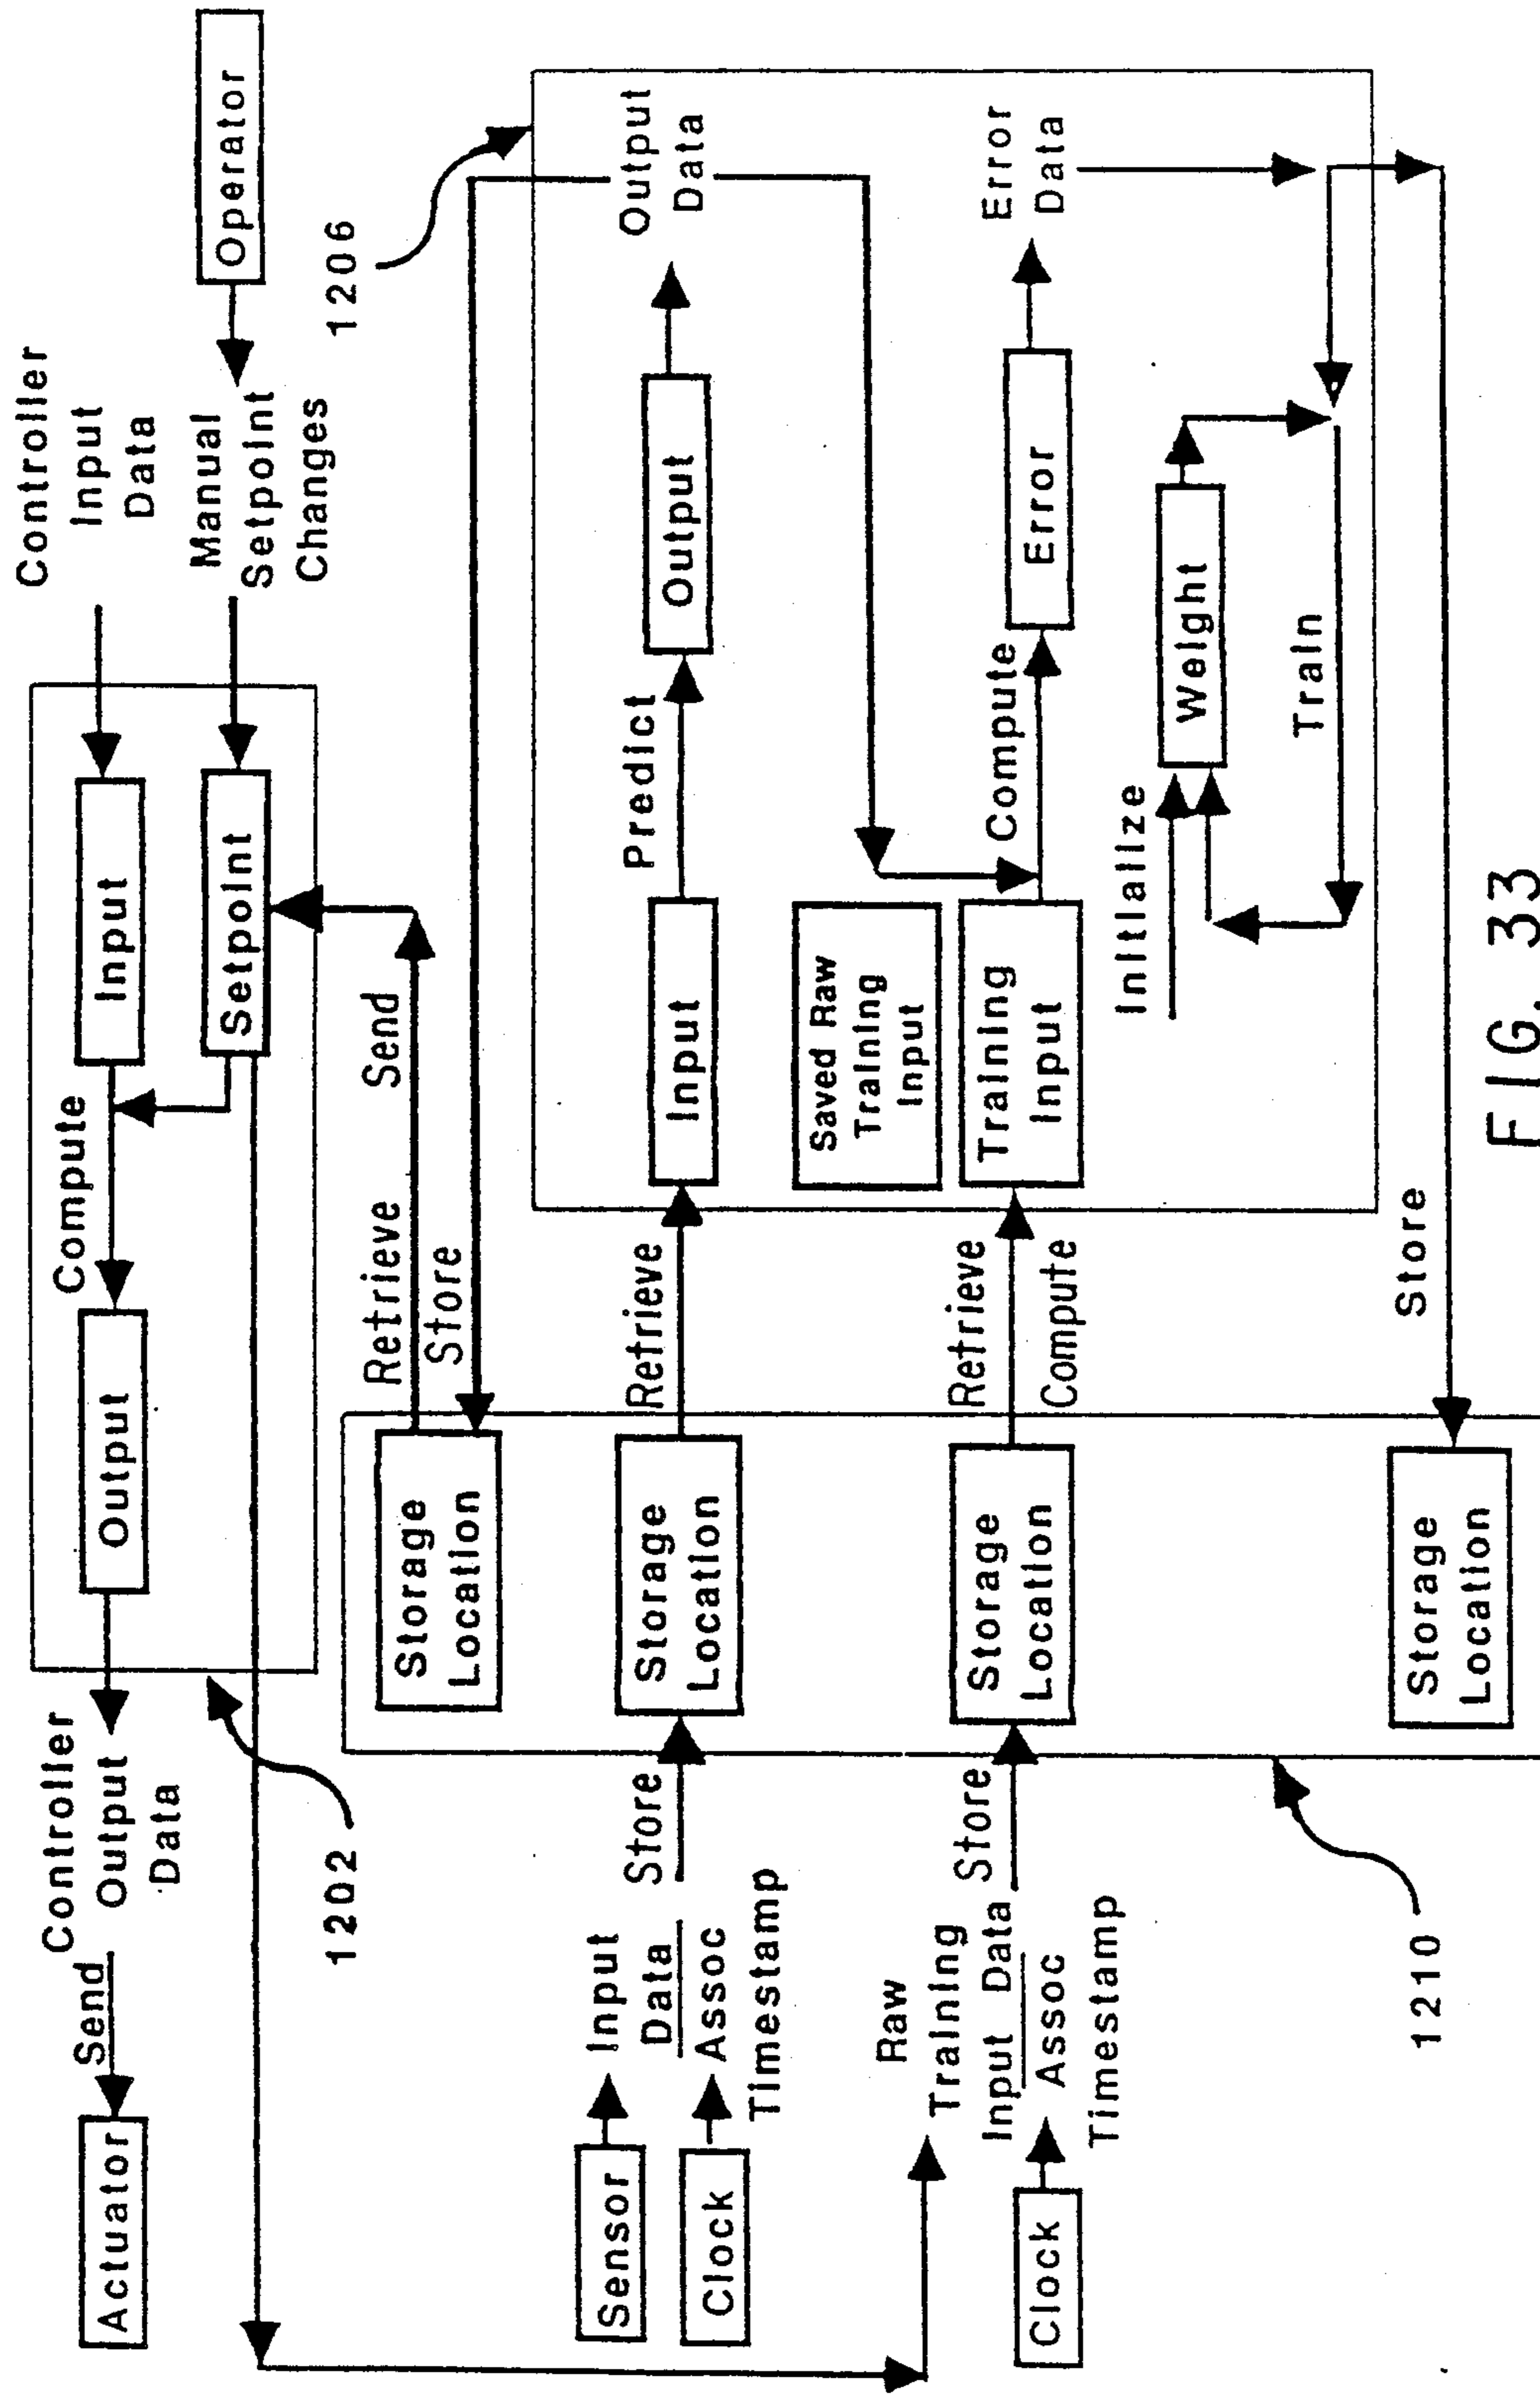 Controller
Input
Data
Manual
Setpoint
Changes
Operator
1206
Input
Setpoint
Compute
Output
Controller
Output
Data
Send
Actuator
1202
Retrieve Send
Store
Storage
Location
Sensor
Input
Data
Assoc
Timestamp
Clock
Store
Storage
Location
Retrieve
Input
Predict
Output
Output
Data
Saved Raw
Training
Input
Raw
Training
Input Data
Assoc
Timestamp
Clock
Store
Storage
Location
Retrieve
Compute
Training
Input
Compute
Error
Error
Data
Initialize
Weight
Train
1210
Storage
Location
Store
FIG. 33